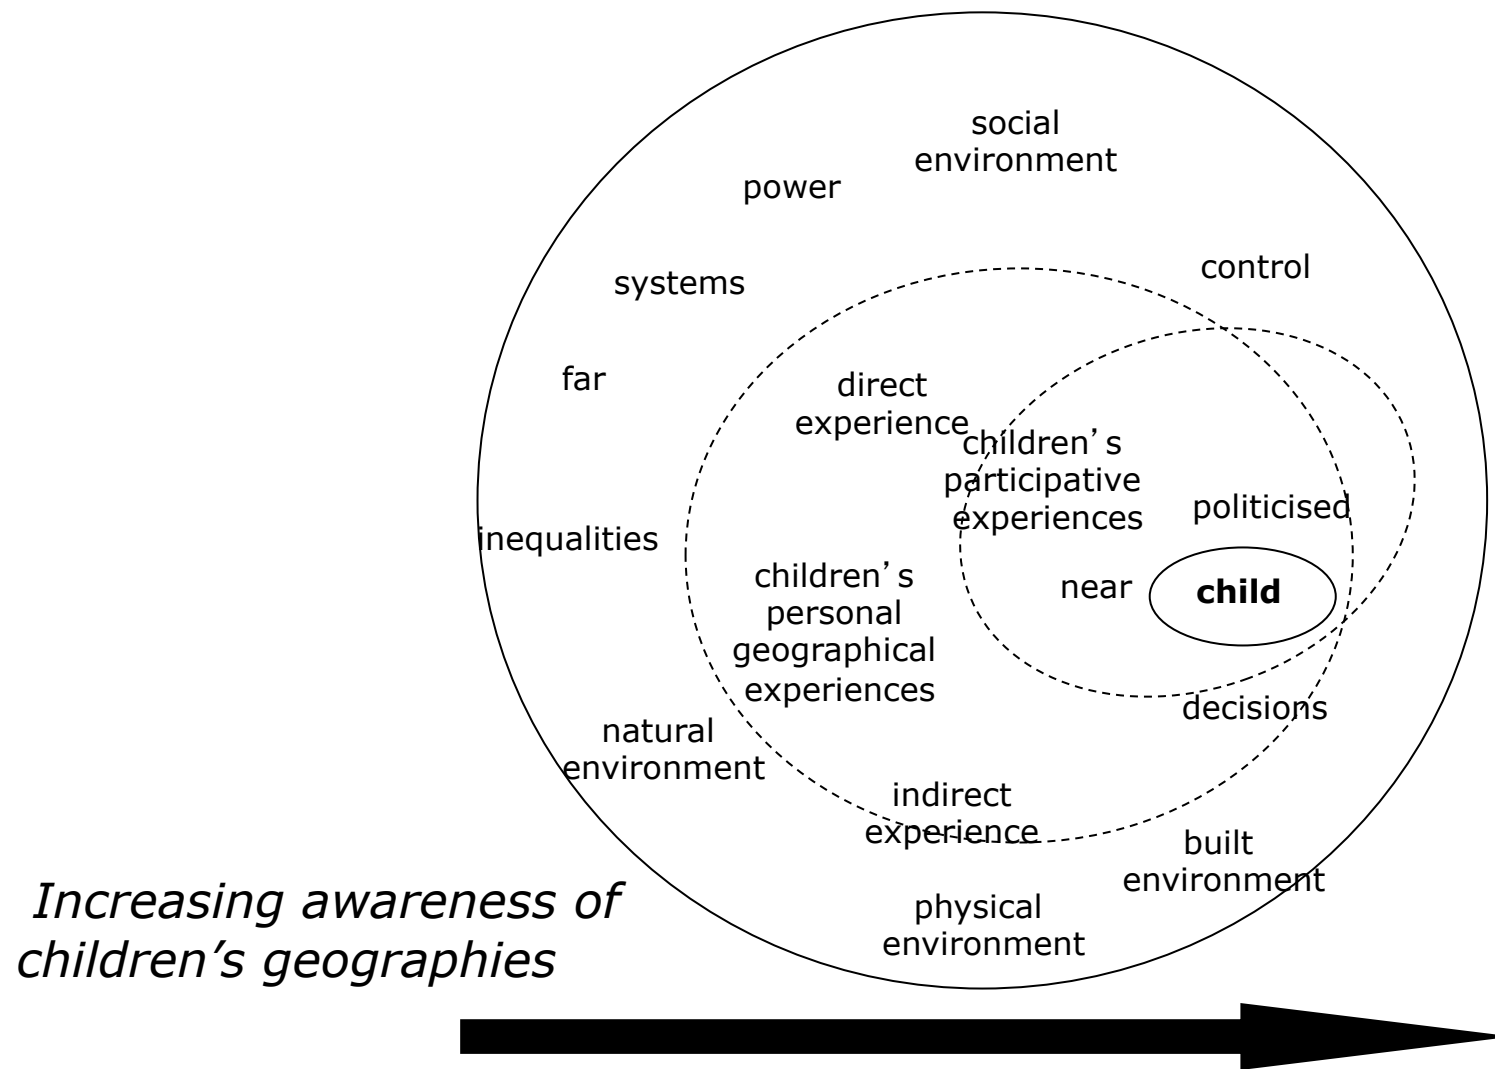 social
environment
power
control
systems
far
direct
experience
children’s
participative
experiences
politicised
inequalities
children’s
personal
geographical
experiences
near
child
decisions
natural
environment
indirect
experience
built
environment
physical
environment
Increasing awareness of
children’s geographies